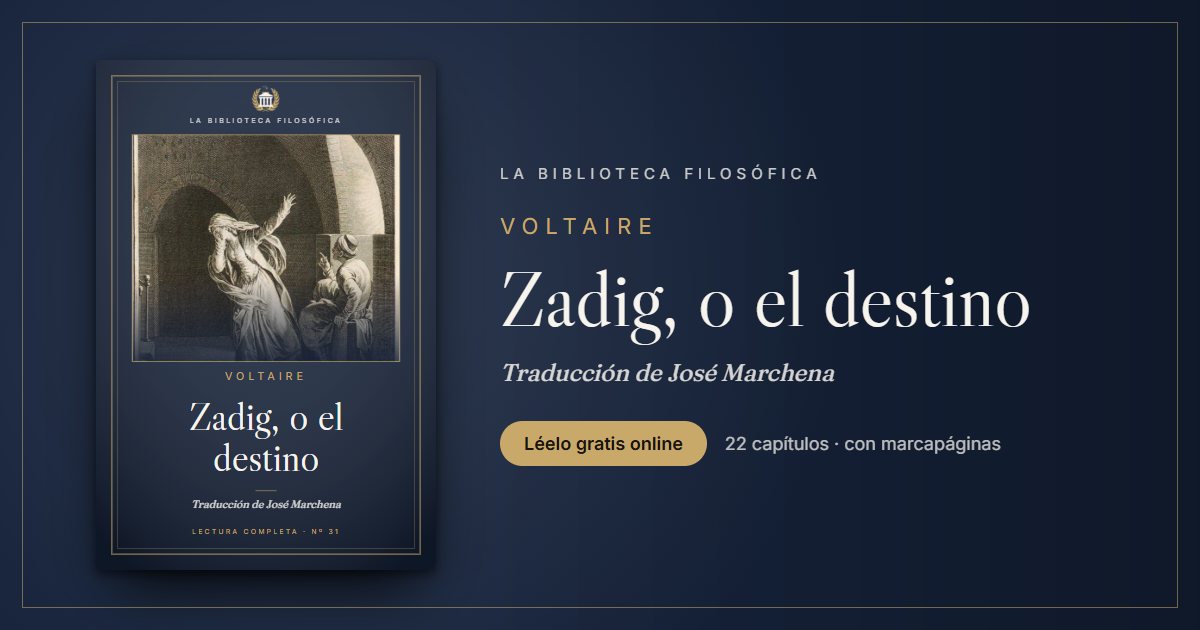 LA BIBLIOTECA FILOSÓFICA
VOLTAIRE
Zadig, o el
destino
Traducción de José Marchena
LECTURA COMPLETA · Nº 31
LA BIBLIOTECA FILOSÓFICA
VOLTAIRE
Zadig, o el destino
Traducción de José Marchena
Léelo gratis online
22 capítulos · con marcapáginas